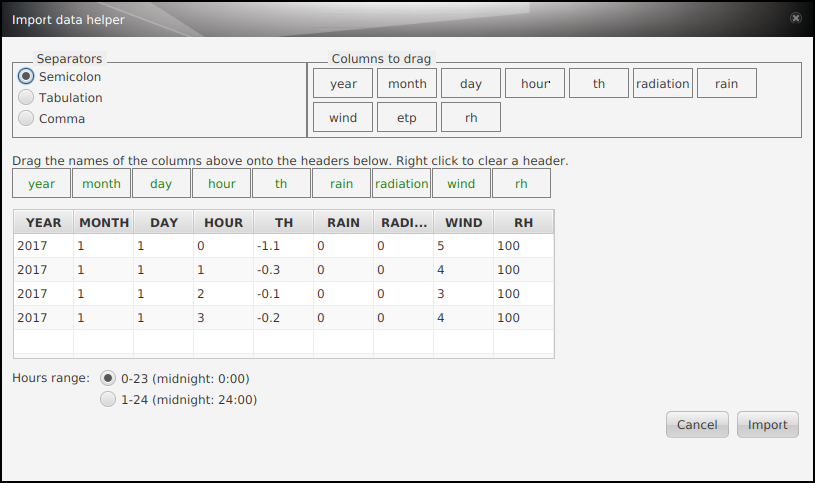 Import data helper
Separators
Semicolon
Tabulation
Comma
Columns to drag
year month day hour th radiation rain
wind etp rh
Drag the names of the columns above onto the headers below. Right click to clear a header.
year month day hour th rain radiation wind rh
YEAR MONTH DAY HOUR TH RAIN RADI... WIND RH
2017 1 1 0 -1.1 0 0 5 100
2017 1 1 1 -0.3 0 0 4 100
2017 1 1 2 -0.1 0 0 3 100
2017 1 1 3 -0.2 0 0 4 100
Hours range: 0-23 (midnight: 0:00)
1-24 (midnight: 24:00)
Cancel Import